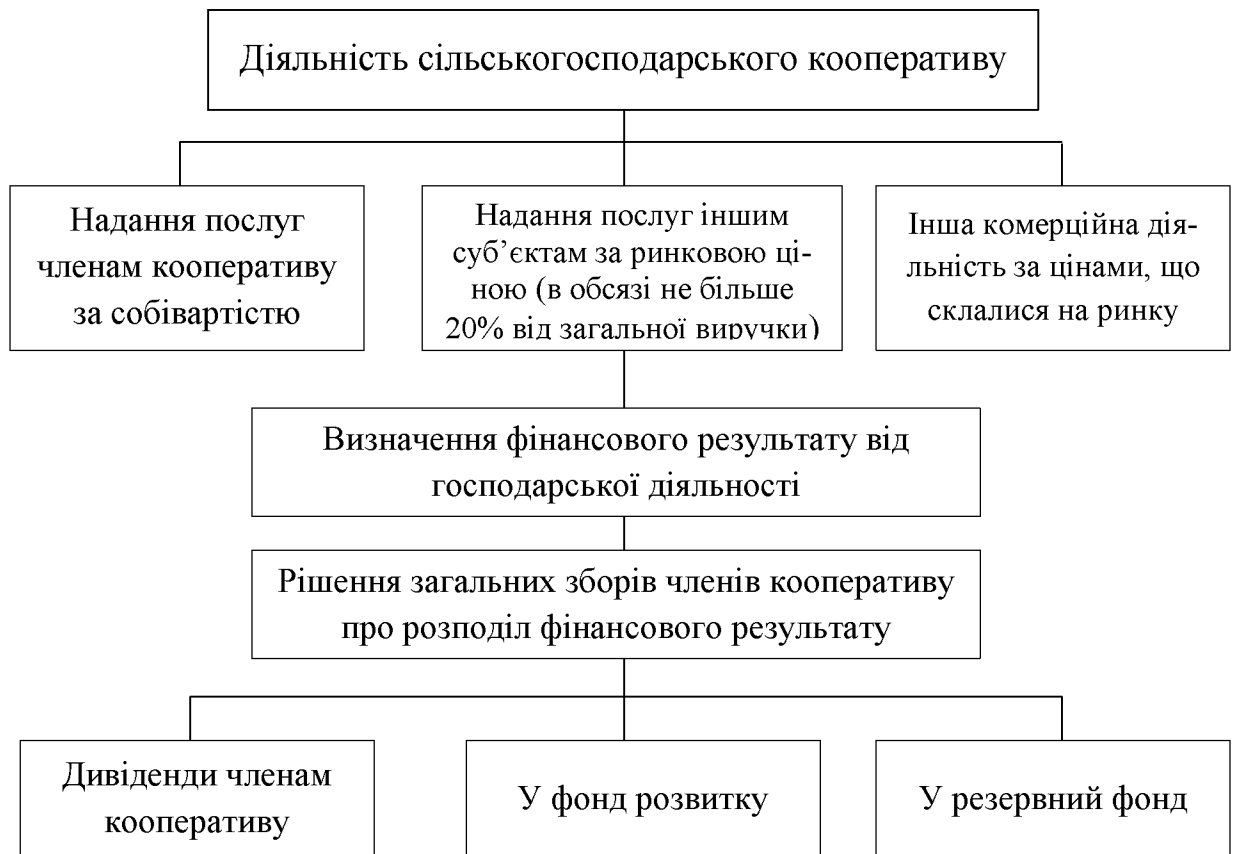 Діяльність сільськогосподарського кооперативу
Надання послуг
членам кооперативу
за собівартістю
Надання послуг іншим
суб’єктам за ринковою ці-
ною (в обсязі не більше
20% від загальної виручки)
Інша комерційна дія-
льність за цінами, що
склалися на ринку
Визначення фінансового результату від
господарської діяльності
Рішення загальних зборів членів кооперативу
про розподіл фінансового результату
Дивіденди членам
кооперативу
У фонд розвитку
У резервний фонд